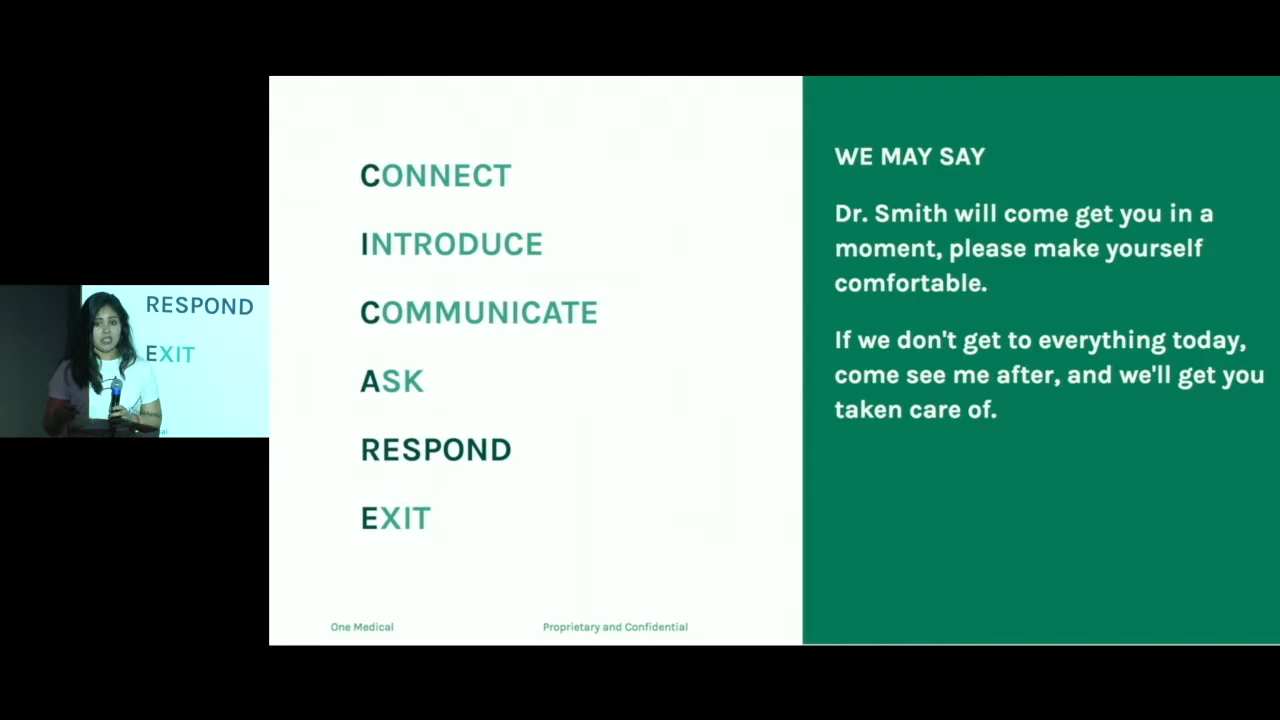 CONNECT
INTRODUCE
COMMUNICATE
ASK
RESPOND
EXIT
One Medical
Proprietary and Confidential
WE MAY SAY
Dr. Smith will come get you in a
moment, please make yourself
comfortable.
If we don't get to everything today,
come see me after, and we'll get you
taken care of.
RESPOND
EXIT